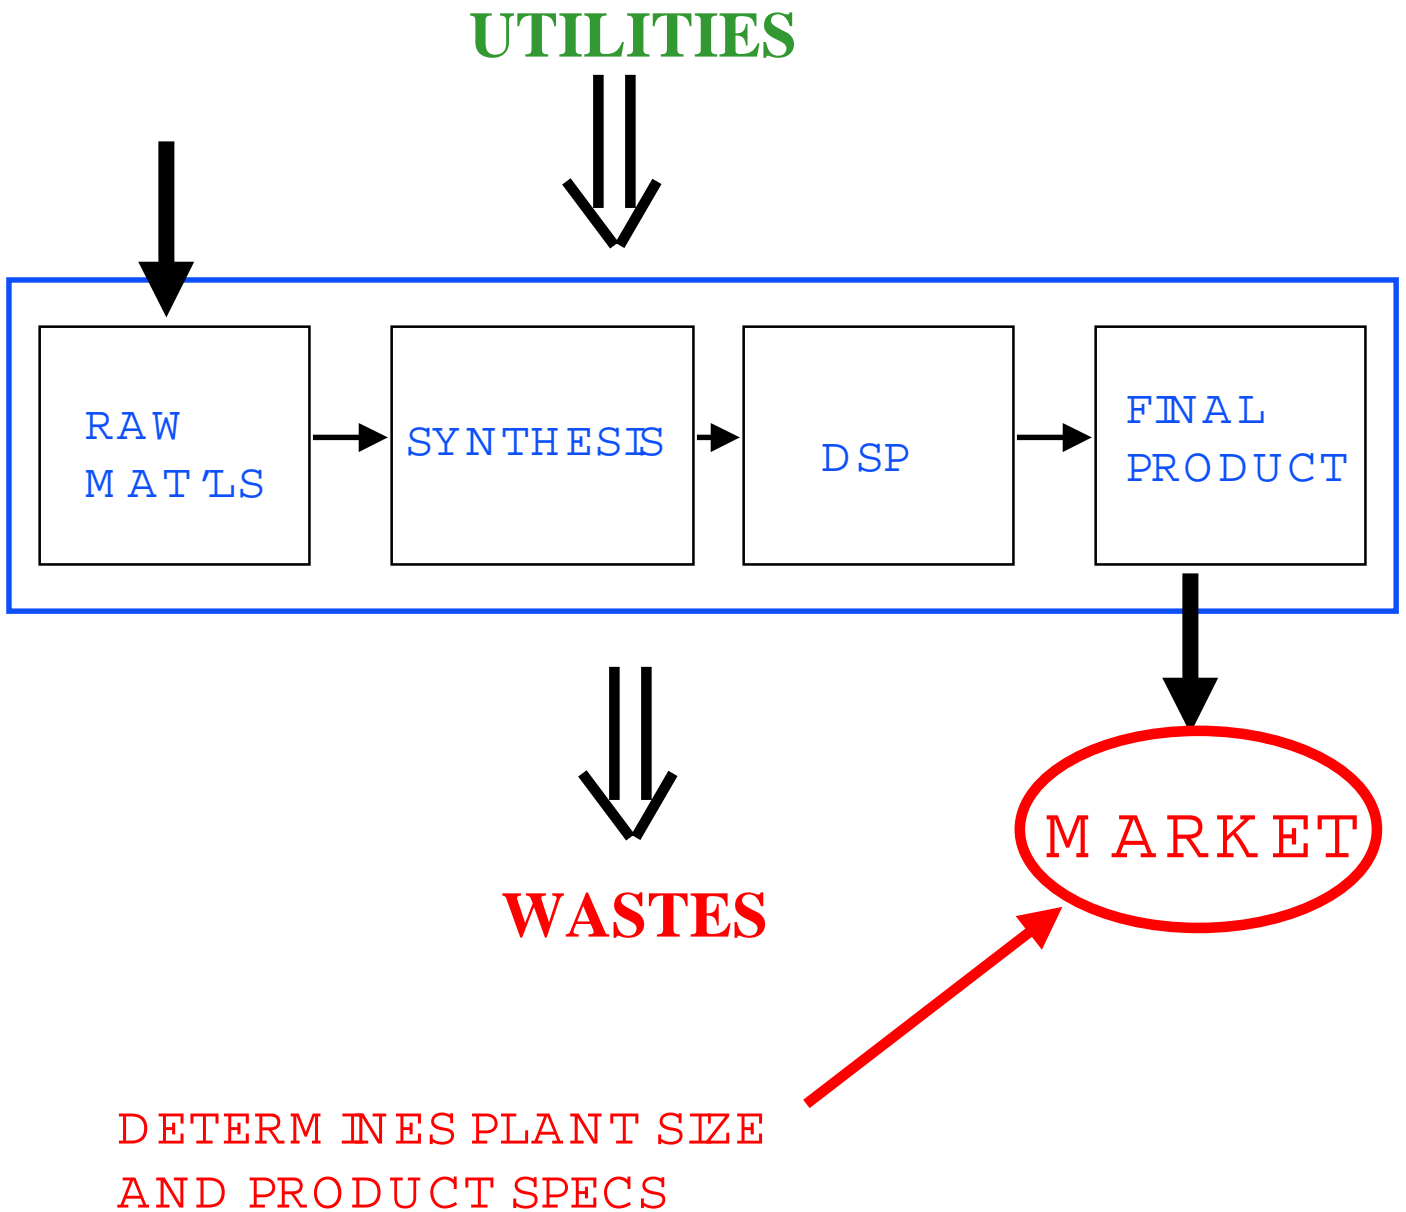 UTILITIES
RAW
MAT'LS
SYNTHESIS
DSP
FINAL
PRODUCT
MARKET
WASTES
DETERMINES PLANT SIZE
AND PRODUCT SPECS